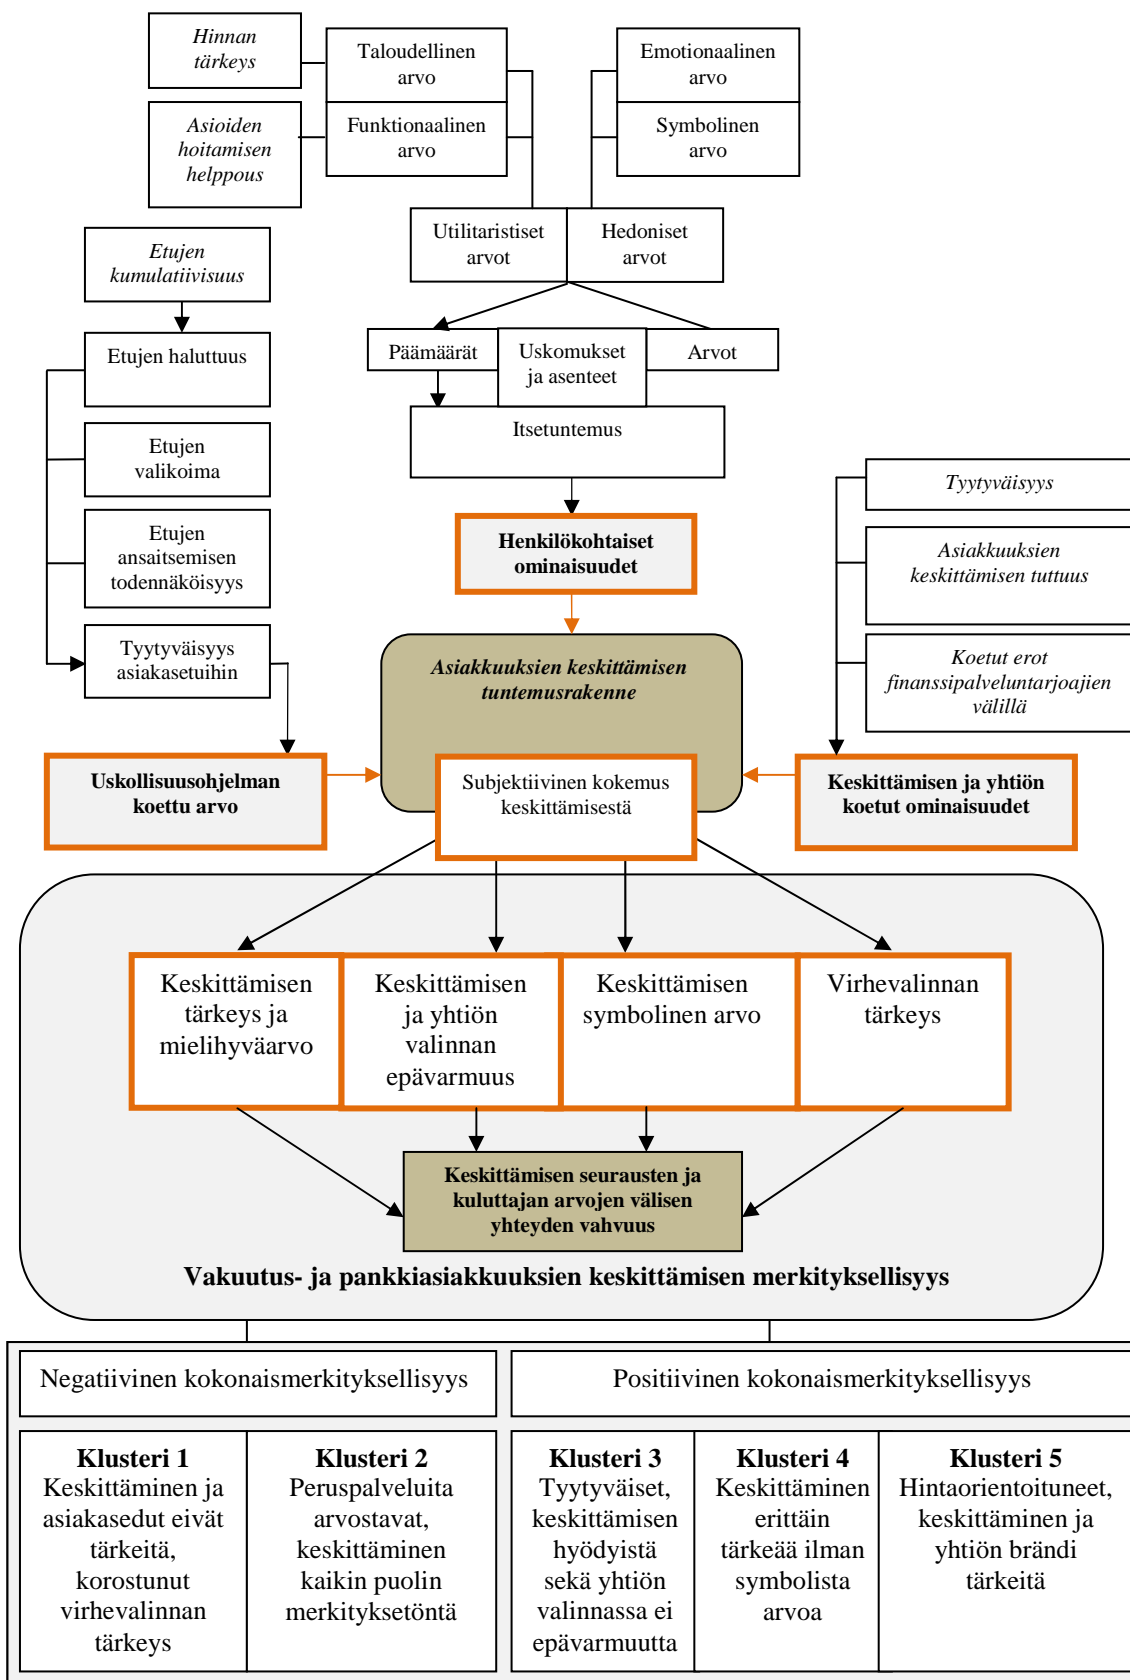 Hinnan
tärkeys
Taloudellinen
arvo
Emotionaalinen
arvo
Asioiden
hoitamisen
helppous
Funktionaalinen
arvo
Symbolinen
arvo
Utilitaristiset
arvot
Hedoniset
arvot
Etujen
kumulatiivisuus
Etujen haluttuus
Päämäärät
Uskomukset
ja asenteet
Arvot
Itsetuntemus
Etujen
valikoima
Etujen
ansaitsemisen
todennäköisyys
Tyytyväisyys
asiakasetuihin
Tyytyväisyys
Asiakkuuksien
keskittämisen tuttuus
Koetut erot
finanssipalveluntarjoajien
välillä
Henkilökohtaiset
ominaisuudet
Asiakkuuksien keskittämisen
tuntemusrakenne
Uskollisuusohjelman
koettu arvo
Subjektiivinen kokemus
keskittämisestä
Keskittämisen ja yhtiön
koetut ominaisuudet
Keskittämisen
tärkeys ja
mielihyväarvo
Keskittämisen
ja yhtiön
valinnan
epävarmuus
Keskittämisen
symbolinen arvo
Virhevalinnan
tärkeys
Keskittämisen seurausten ja
kuluttajan arvojen välisen
yhteyden vahvuus
Vakuutus- ja pankkiasiakkuuksien keskittämisen merkityksellisyys
Negatiivinen kokonaismerkityksellisyys
Positiivinen kokonaismerkityksellisyys
Klusteri 1
Keskittäminen ja
asiakasedut eivät
tärkeitä,
korostunut
virhevalinnan
tärkeys
Klusteri 2
Peruspalveluita
arvostavat,
keskittäminen
kaikin puolin
merkityksetöntä
Klusteri 3
Tyytyväiset,
keskittämisen
hyödyistä
sekä yhtiön
valinnassa ei
epävarmuutta
Klusteri 4
Keskittäminen
erittäin
tärkeää ilman
symbolista
arvoa
Klusteri 5
Hintaorientoituneet,
keskittäminen ja
yhtiön brändi
tärkeitä